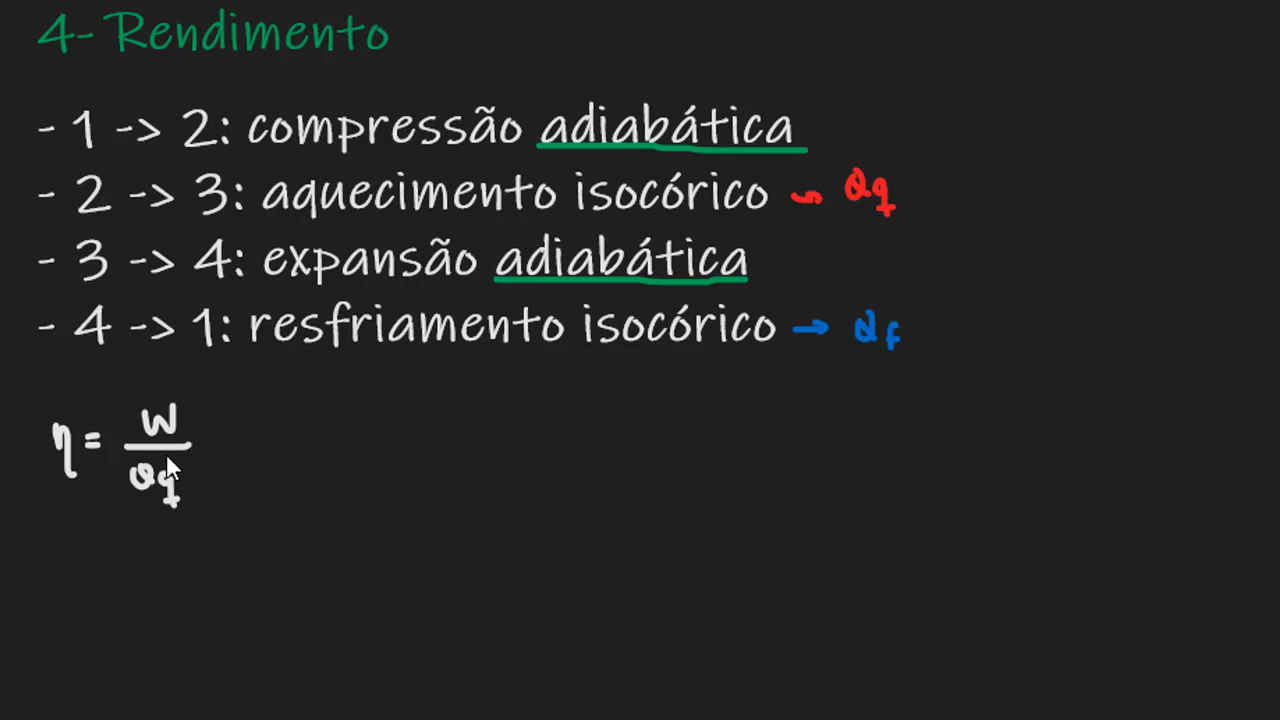 4- Rendimento
- 1 -> 2: compressão adiabática
- 2 -> 3: aquecimento isocórico → Qq
- 3 -> 4: expansão adiabática
- 4 -> 1: resfriamento isocórico → Qf
η = W / Qq